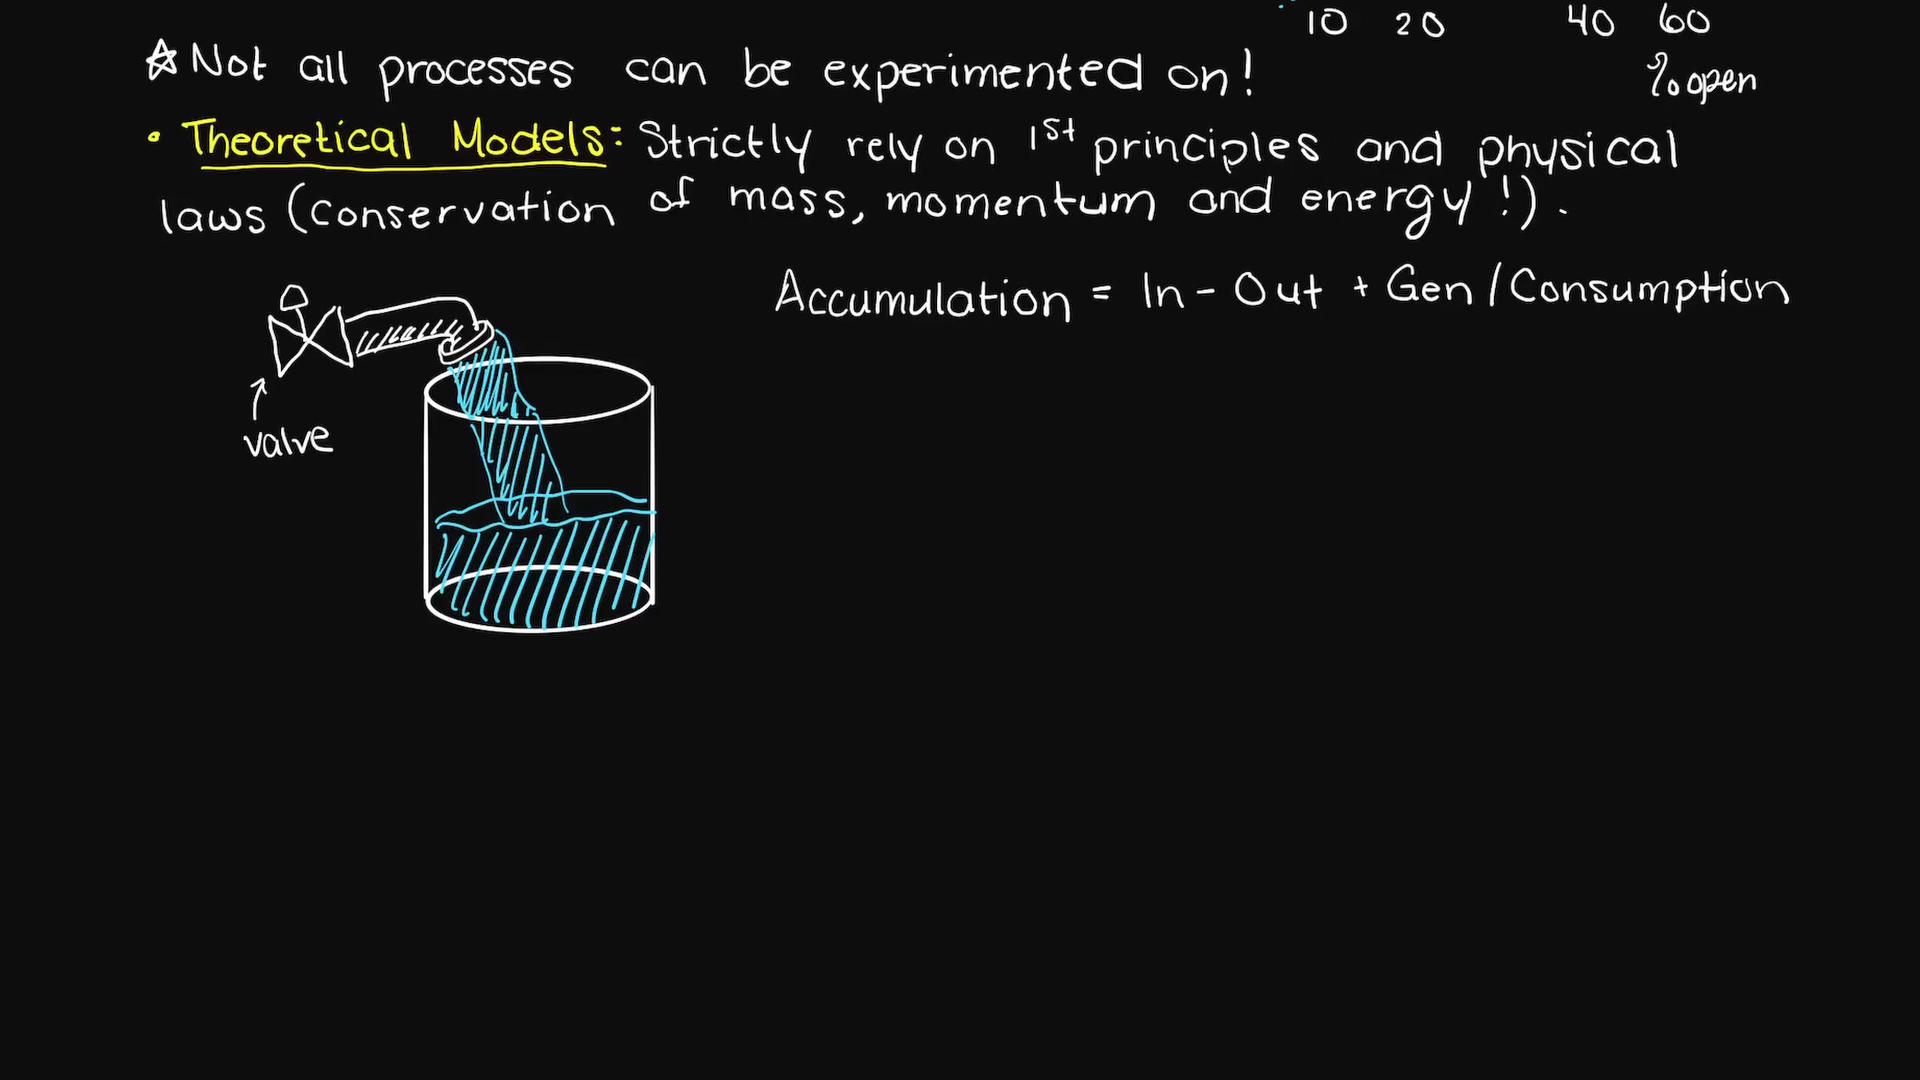 10 20 40 60
☆ Not all processes can be experimented on!
% open
• Theoretical Models: Strictly rely on 1st principles and physical
laws (conservation of mass, momentum and energy!).
Accumulation = In - Out + Gen / Consumption
valve